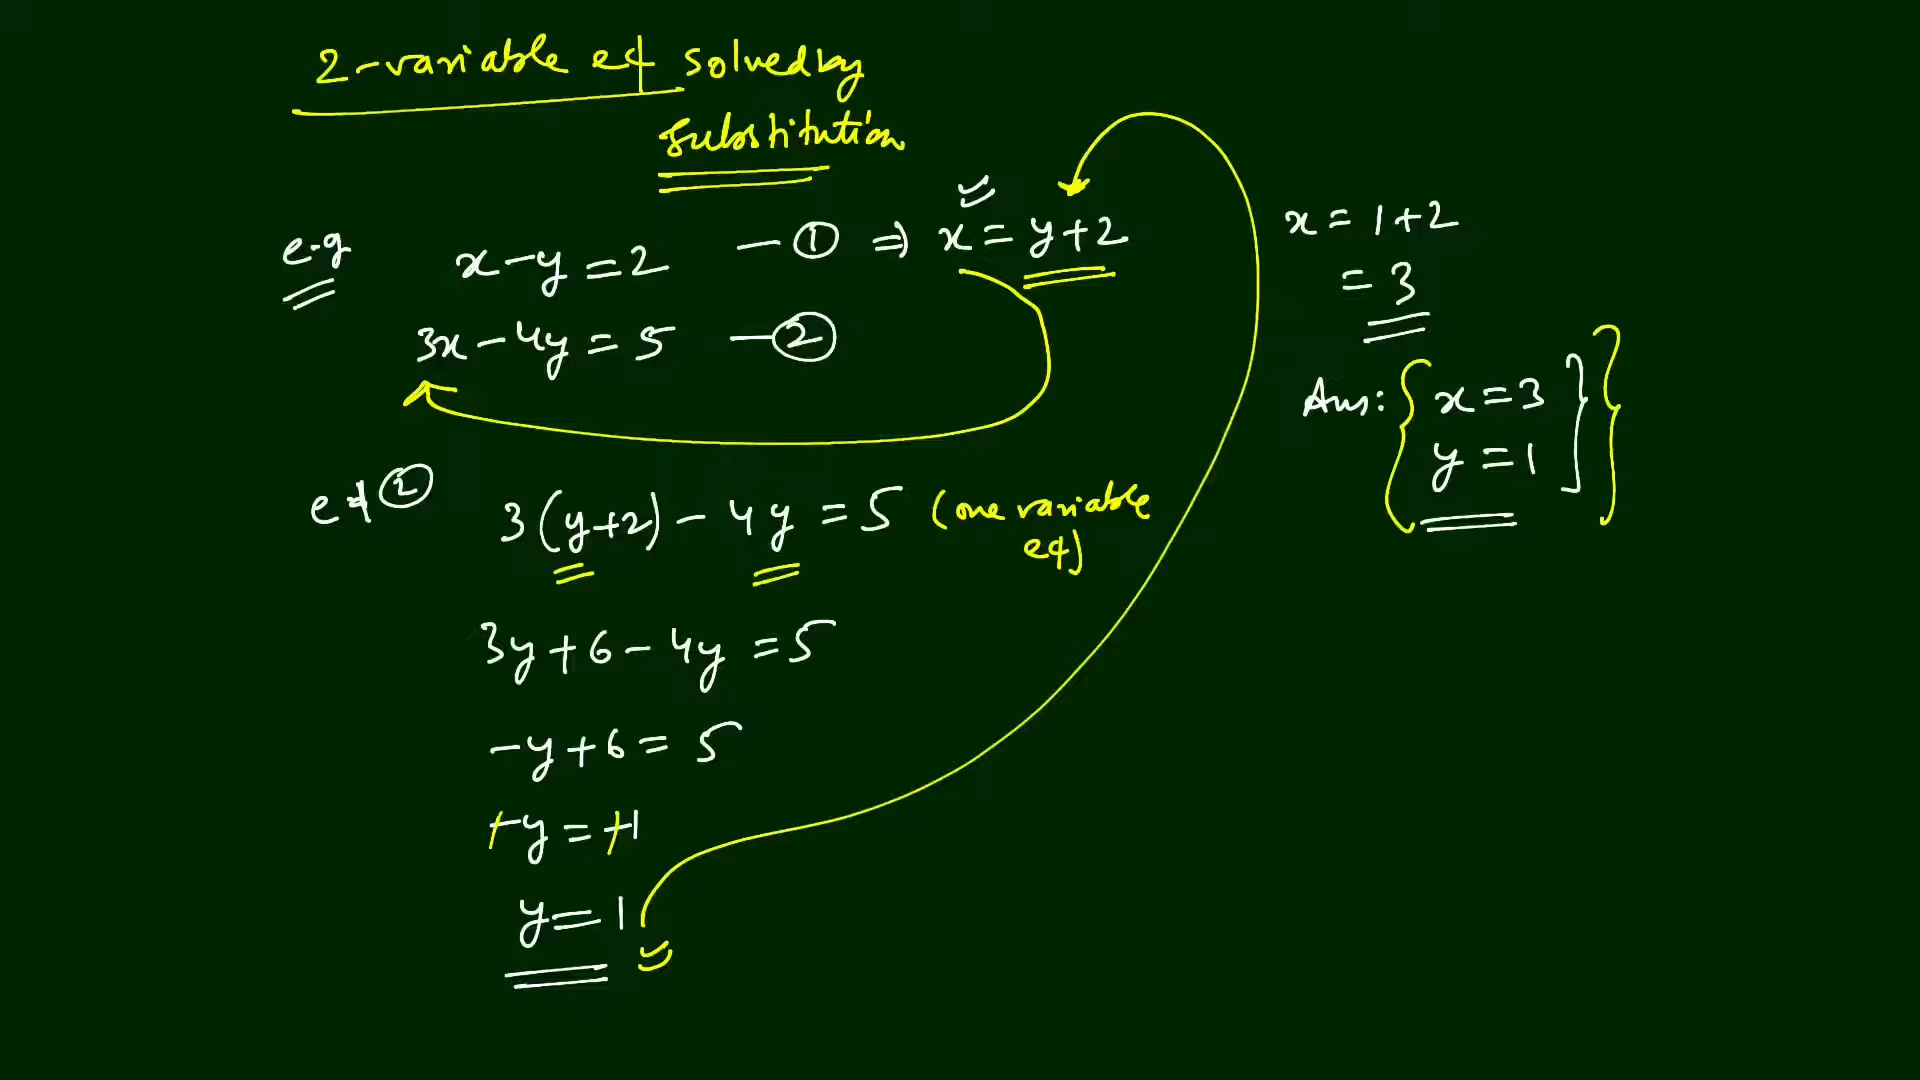 2-variable eq solved by
substitution
e.g x-y=2 -① ⇒ x=y+2
3x-4y=5 -②
eq② 3(y+2)-4y=5 (one variable
eq)
3y+6-4y=5
-y+6=5
+y=+1
y=1
x=1+2
=3
Ans: { x=3 } }
y=1